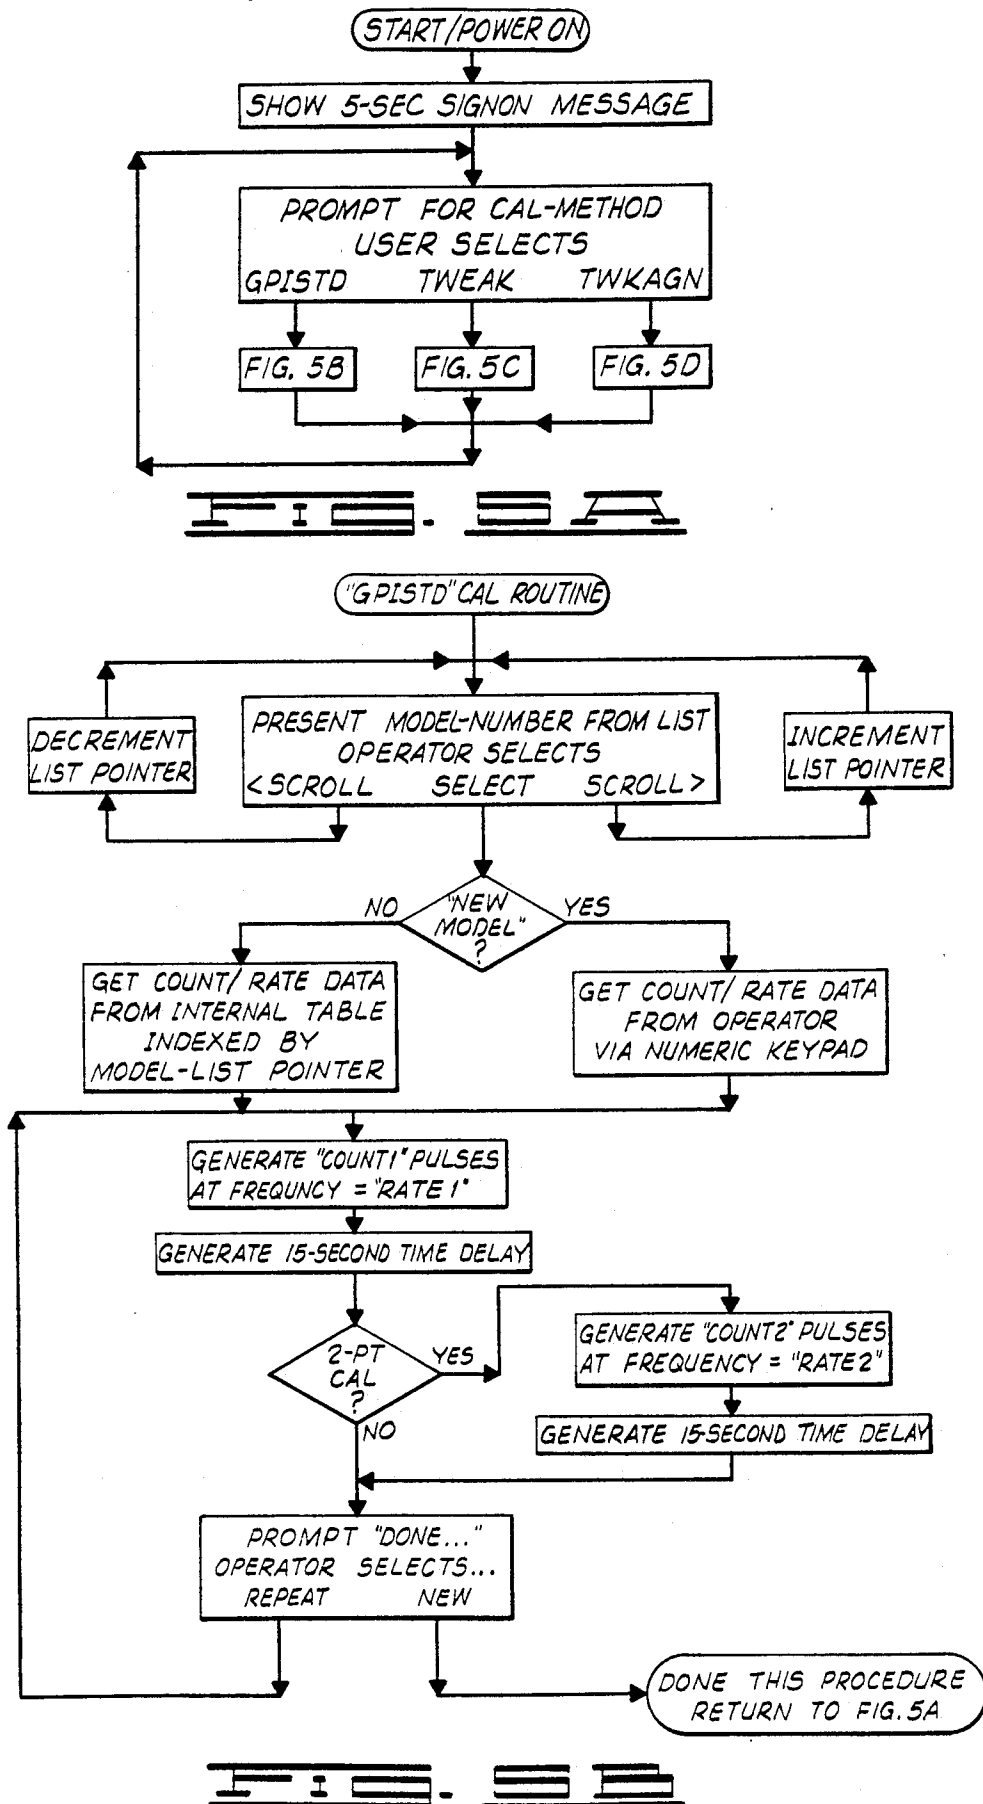 START/POWER ON
SHOW 5-SEC SIGNON MESSAGE
PROMPT FOR CAL-METHOD
USER SELECTS
GPISTD TWEAK TWKAGN
FIG. 5B FIG. 5C FIG. 5D
FIG. 5A
"GPISTD" CAL ROUTINE
DECREMENT
LIST POINTER
PRESENT MODEL-NUMBER FROM LIST
OPERATOR SELECTS
<SCROLL SELECT SCROLL>
INCREMENT
LIST POINTER
NO
"NEW
MODEL"
?
YES
GET COUNT/RATE DATA
FROM INTERNAL TABLE
INDEXED BY
MODEL-LIST POINTER
GET COUNT/RATE DATA
FROM OPERATOR
VIA NUMERIC KEYPAD
GENERATE "COUNT1" PULSES
AT FREQUNCY = "RATE 1"
GENERATE 15-SECOND TIME DELAY
2-PT
CAL
?
YES
NO
GENERATE "COUNT2" PULSES
AT FREQUENCY = "RATE2"
GENERATE 15-SECOND TIME DELAY
PROMPT "DONE..."
OPERATOR SELECTS...
REPEAT NEW
DONE THIS PROCEDURE
RETURN TO FIG. 5A
FIG. 5B